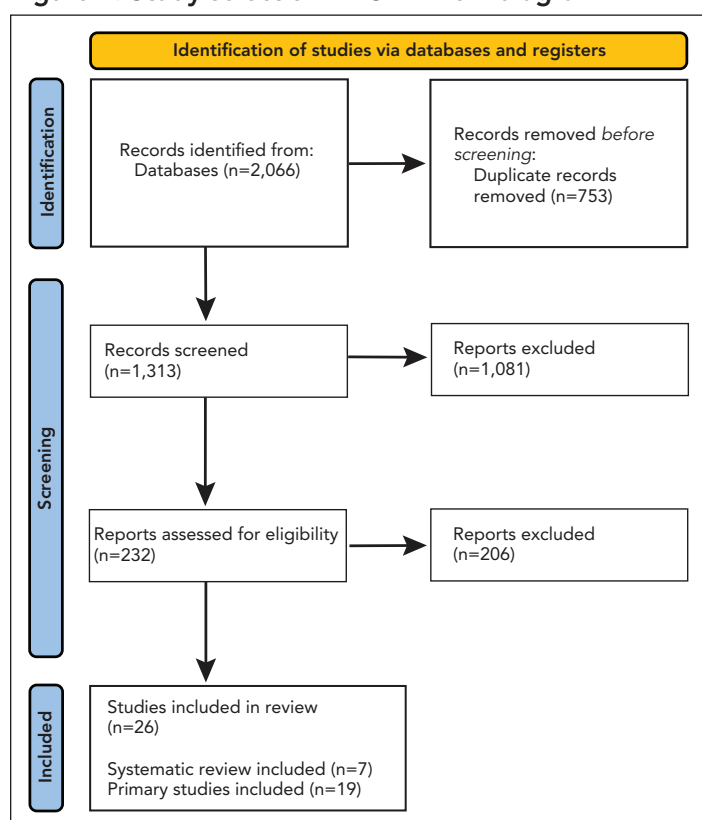 Identification of studies via databases and registers
Identification
Records identified from:
Databases (n=2,066)
Records removed before
screening:
Duplicate records
removed (n=753)
Screening
Records screened
(n=1,313)
Reports excluded
(n=1,081)
Reports assessed for eligibility
(n=232)
Reports excluded
(n=206)
Included
Studies included in review
(n=26)
Systematic review included (n=7)
Primary studies included (n=19)